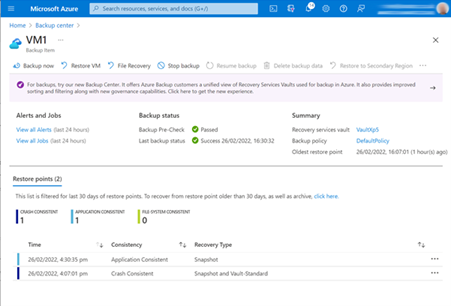 Microsoft Azure
Search resources, services, and docs (G+/)
Home > Backup center >
VM1 ...
Backup Item
Backup now
Restore VM
File Recovery
Stop backup
Resume backup
Delete backup data
Restore to Secondary Region
For backups, try our new Backup Center. It offers Azure Backup customers a unified view of Recovery Services Vaults used for backup in Azure. It also provides improved
sorting and filtering along with new governance capabilities. Click here to get the new experience.
Alerts and Jobs
View all Alerts (last 24 hours)
View all Jobs (last 24 hours)
Backup status
Backup Pre-Check Passed
Last backup status Success 26/02/2022, 16:30:32
Summary
Recovery services vault VaultXp5
Backup policy DefaultPolicy
Oldest restore point 26/02/2022, 16:07:01 (1 hour(s) ago)
Restore points (2)
This list is filtered for last 30 days of restore points. To recover from restore point older than 30 days, as well as archive, click here.
CRASH CONSISTENT
1
APPLICATION CONSISTENT
1
FILE SYSTEM CONSISTENT
0
Time Consistency Recovery Type
26/02/2022, 4:30:35 pm Application Consistent Snapshot
26/02/2022, 4:07:01 pm Crash Consistent Snapshot and Vault-Standard